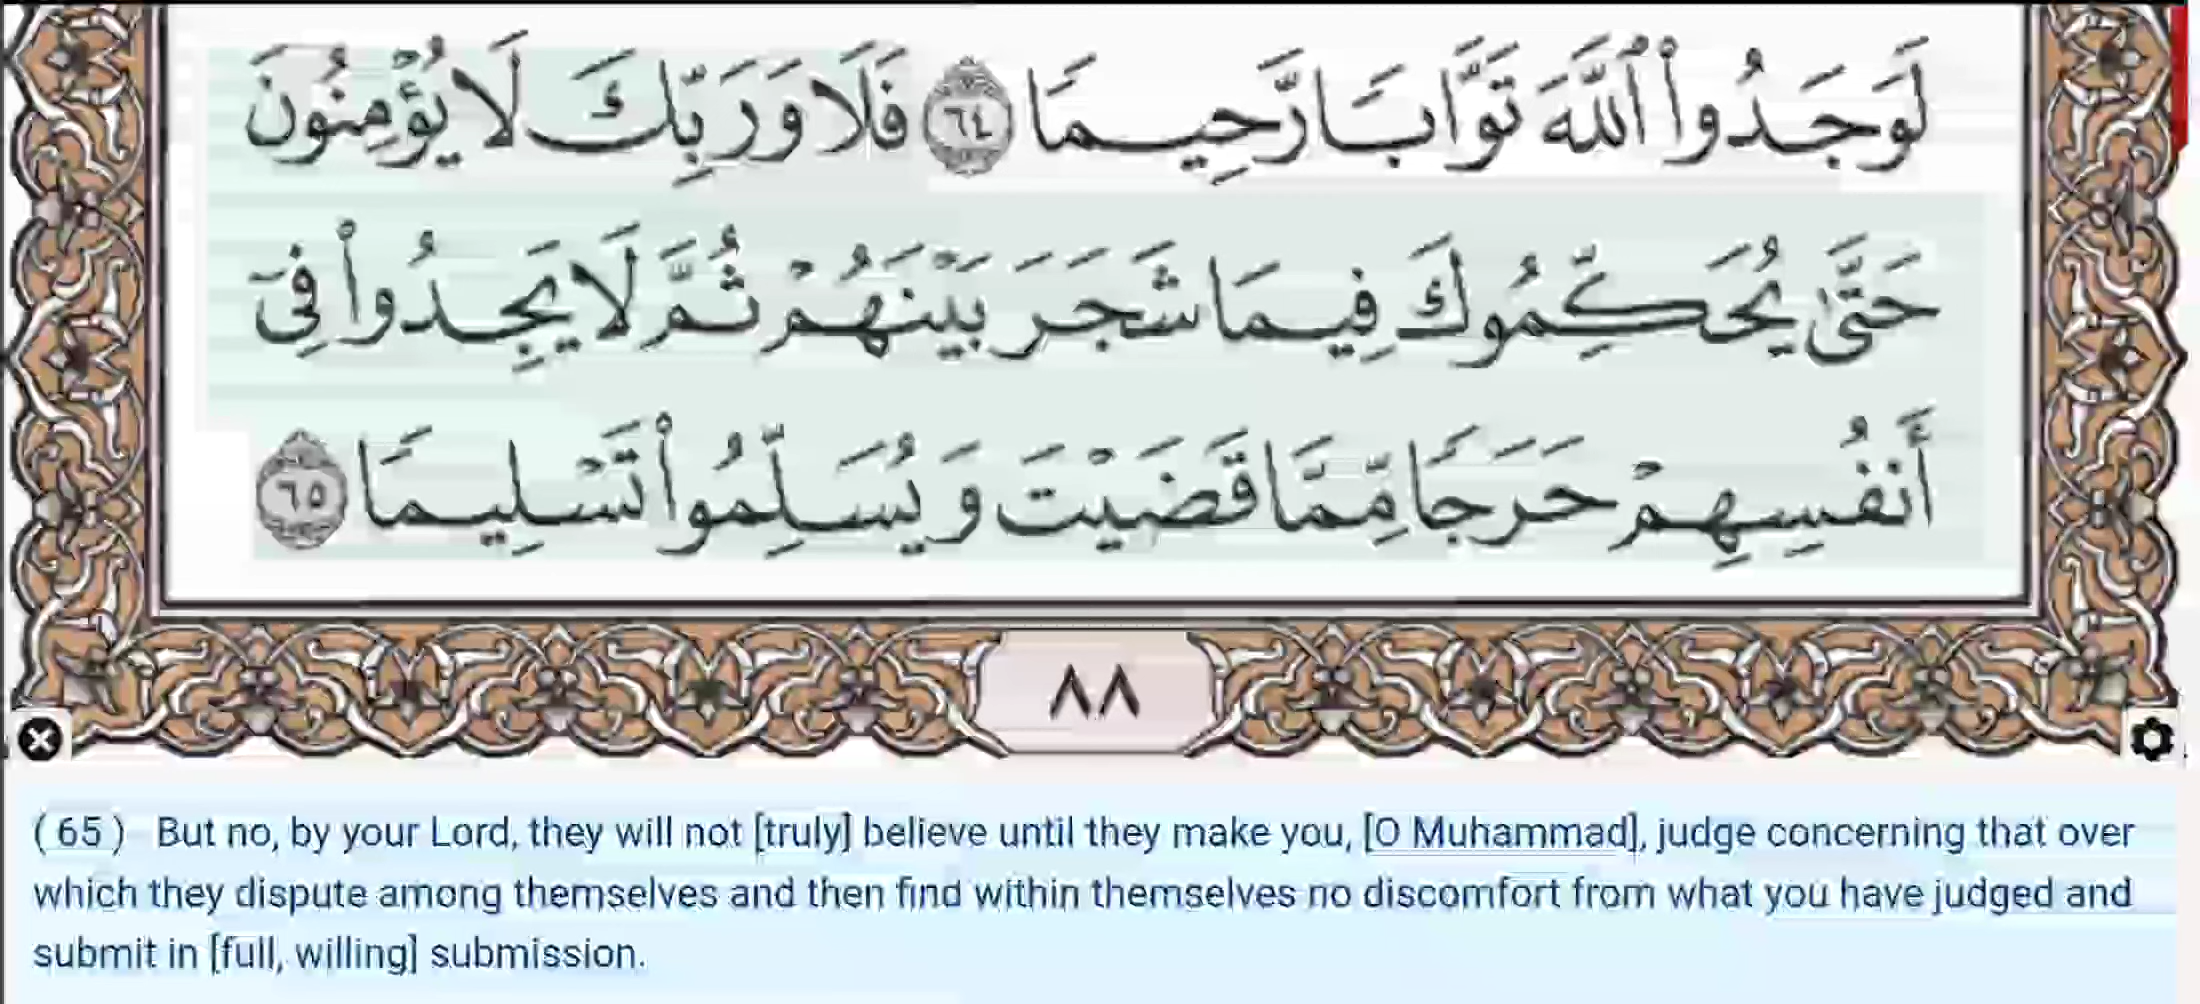 لَوَجَدُوا۟ ٱللَّهَ تَوَّابًا رَّحِيمًا ٦٤ فَلَا وَرَبِّكَ لَا يُؤْمِنُونَ
حَتَّىٰ يُحَكِّمُوكَ فِيمَا شَجَرَ بَيْنَهُمْ ثُمَّ لَا يَجِدُوا۟ فِىٓ
أَنفُسِهِمْ حَرَجًا مِّمَّا قَضَيْتَ وَيُسَلِّمُوا۟ تَسْلِيمًا ٦٥
٨٨
( 65 ) But no, by your Lord, they will not [truly] believe until they make you, [O Muhammad], judge concerning that over
which they dispute among themselves and then find within themselves no discomfort from what you have judged and
submit in [full, willing] submission.